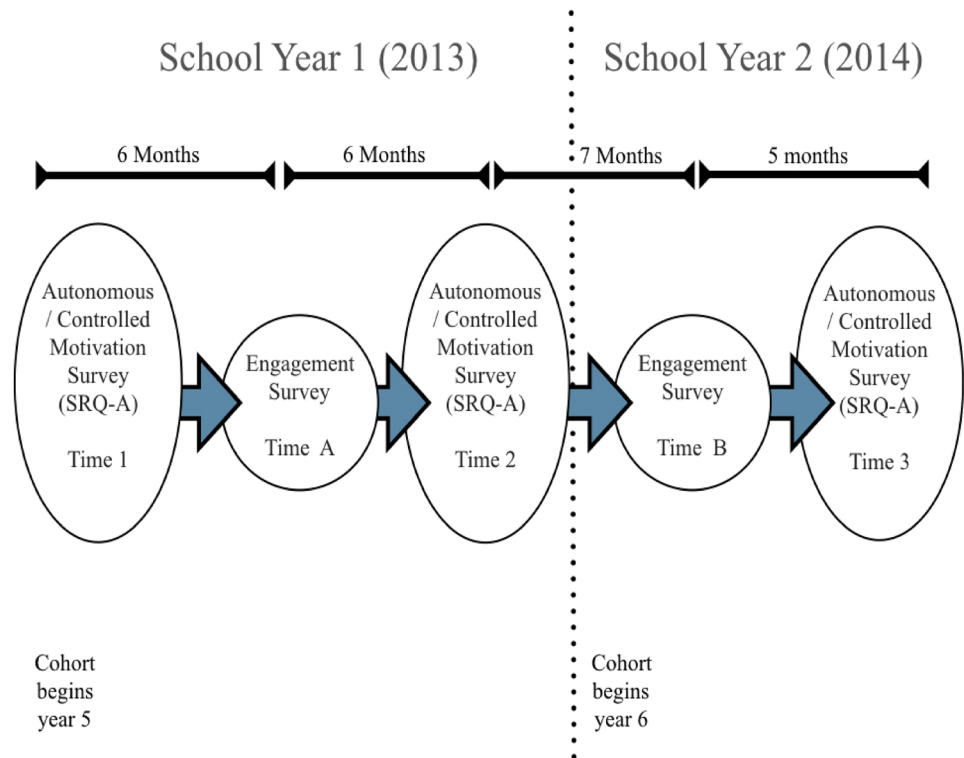 School Year 1 (2013)
School Year 2 (2014)
6 Months
6 Months
7 Months
5 months
Autonomous
/ Controlled
Motivation
Survey
(SRQ-A)
Time 1
Engagement
Survey
Time A
Autonomous
/ Controlled
Motivation
Survey
(SRQ-A)
Time 2
Engagement
Survey
Time B
Autonomous
/ Controlled
Motivation
Survey
(SRQ-A)
Time 3
Cohort
begins
year 5
Cohort
begins
year 6